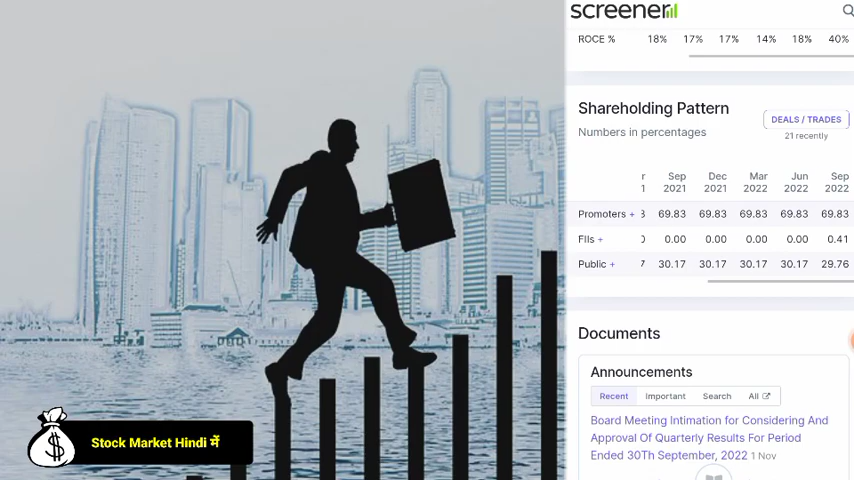 screener
ROCE % 18% 17% 17% 14% 18% 40%
Shareholding Pattern
DEALS / TRADES
Numbers in percentages
21 recently
Sep Dec Mar Jun Sep
1 2021 2021 2022 2022 2022
Promoters + 3 69.83 69.83 69.83 69.83 69.83
FIIs + 0.00 0.00 0.00 0.00 0.41
Public + 7 30.17 30.17 30.17 30.17 29.76
Documents
Announcements
Recent Important Search All
Board Meeting Intimation for Considering And
Approval Of Quarterly Results For Period
Ended 30Th September, 2022 1 Nov
Stock Market Hindi में